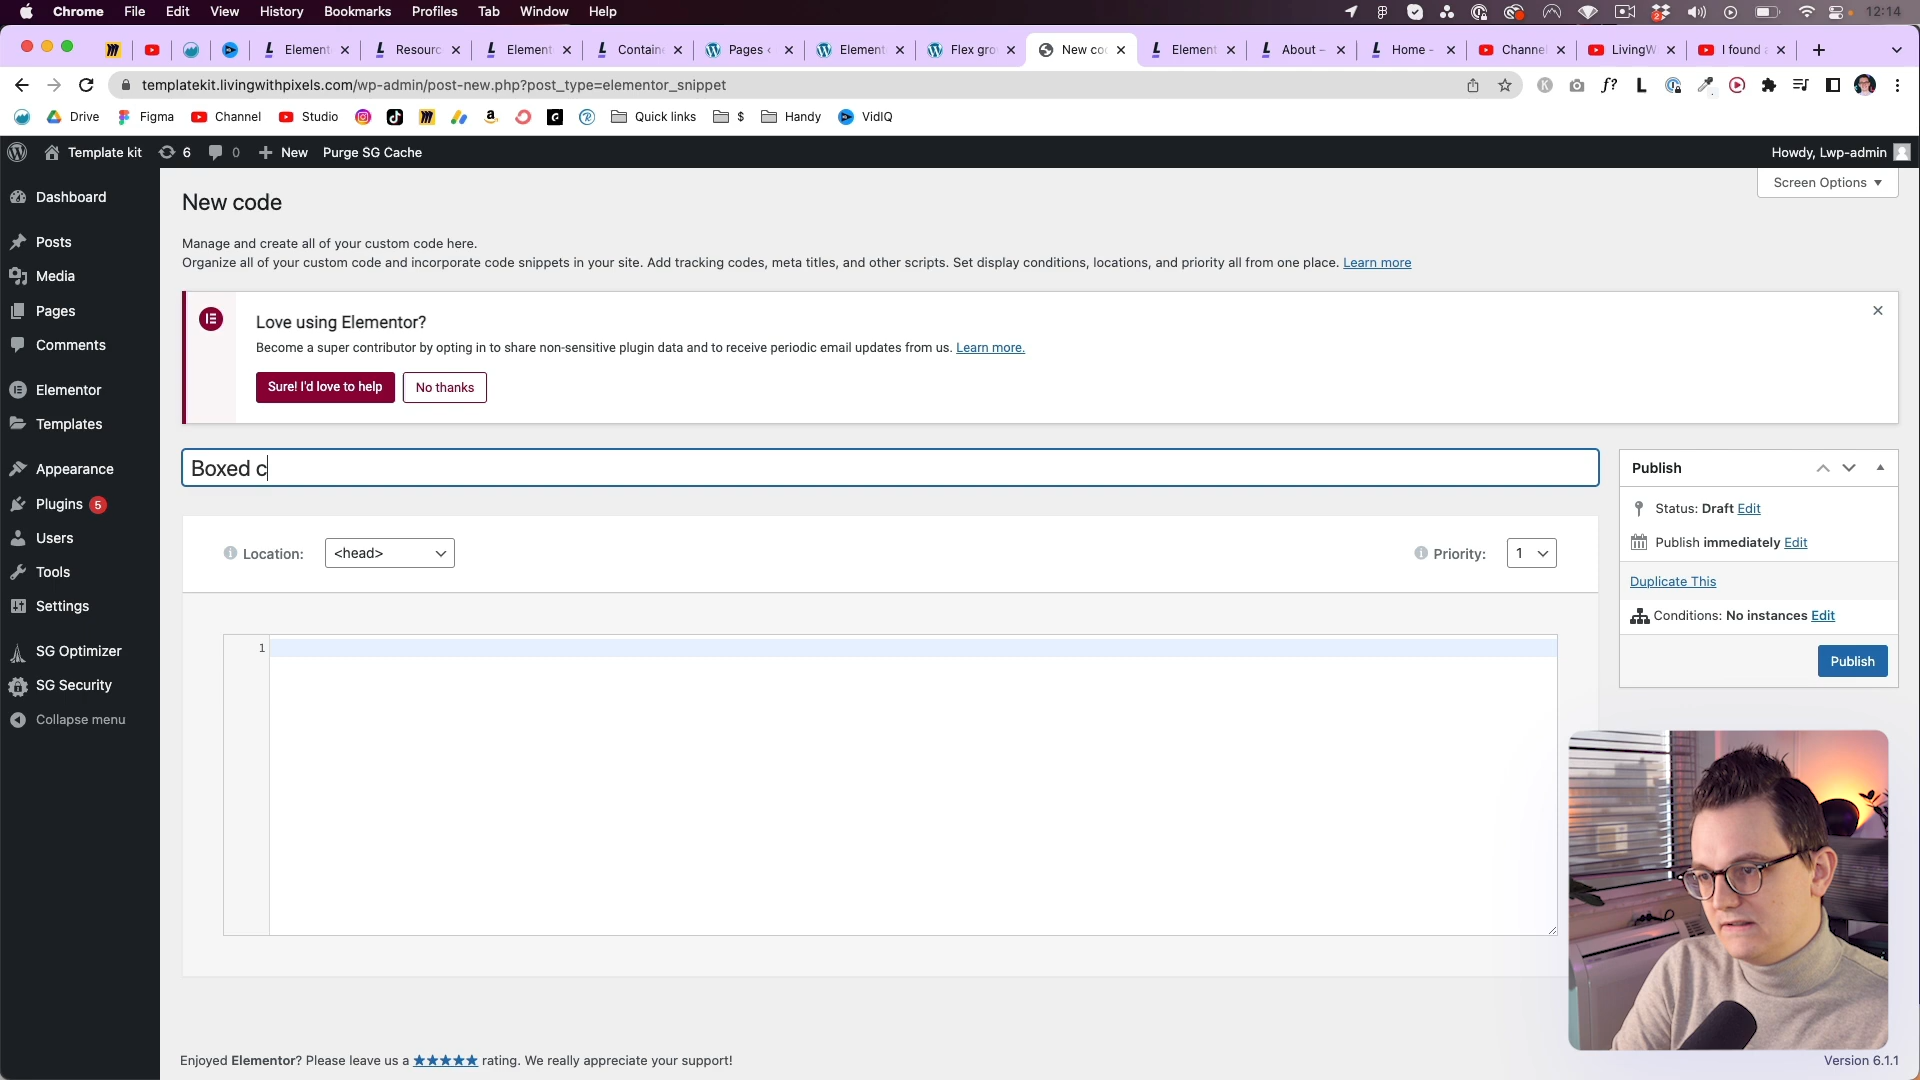 Chrome File Edit View History Bookmarks Profiles Tab Window Help 12:14
Element Resourc Element Contain Pages ‹ Element Flex gro New co Element About – Home – Channel LivingW I found a
templatekit.livingwithpixels.com/wp-admin/post-new.php?post_type=elementor_snippet
Drive Figma Channel Studio Quick links $ Handy VidIQ
Template kit 6 0 New Purge SG Cache Howdy, Lwp-admin
Screen Options
Dashboard
Posts
Media
Pages
Comments
Elementor
Templates
Appearance
Plugins 5
Users
Tools
Settings
SG Optimizer
SG Security
Collapse menu
New code
Manage and create all of your custom code here.
Organize all of your custom code and incorporate code snippets in your site. Add tracking codes, meta titles, and other scripts. Set display conditions, locations, and priority all from one place. Learn more
Love using Elementor?
Become a super contributor by opting in to share non-sensitive plugin data and to receive periodic email updates from us. Learn more.
Sure! I'd love to help No thanks
Boxed c
Location: <head> Priority: 1
1
Publish
Status: Draft Edit
Publish immediately Edit
Duplicate This
Conditions: No instances Edit
Publish
Enjoyed Elementor? Please leave us a ★★★★★ rating. We really appreciate your support!
Version 6.1.1